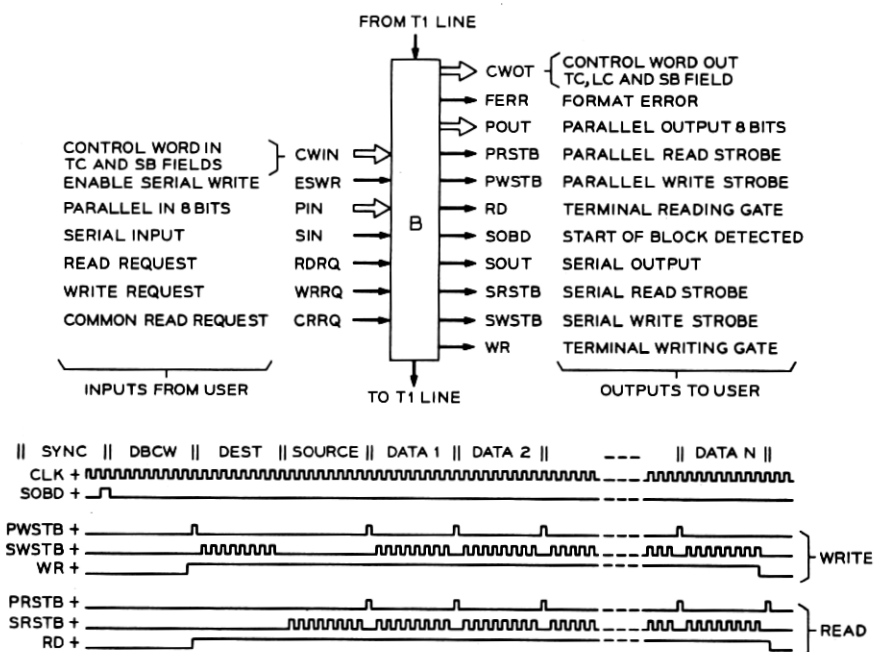 FROM T1 LINE
CONTROL WORD IN
TC AND SB FIELDS
CWIN
ENABLE SERIAL WRITE ESWR
PARALLEL IN 8 BITS PIN
SERIAL INPUT SIN
READ REQUEST RDRQ
WRITE REQUEST WRRQ
COMMON READ REQUEST CRRQ
INPUTS FROM USER
B
CWOT
CONTROL WORD OUT
TC, LC AND SB FIELD
FERR FORMAT ERROR
POUT PARALLEL OUTPUT 8 BITS
PRSTB PARALLEL READ STROBE
PWSTB PARALLEL WRITE STROBE
RD TERMINAL READING GATE
SOBD START OF BLOCK DETECTED
SOUT SERIAL OUTPUT
SRSTB SERIAL READ STROBE
SWSTB SERIAL WRITE STROBE
WR TERMINAL WRITING GATE
OUTPUTS TO USER
TO T1 LINE
|| SYNC || DBCW || DEST || SOURCE || DATA 1 || DATA 2 || ---- || DATA N ||
CLK +
SOBD +
PWSTB +
SWSTB +
WR +
WRITE
PRSTB +
SRSTB +
RD +
READ